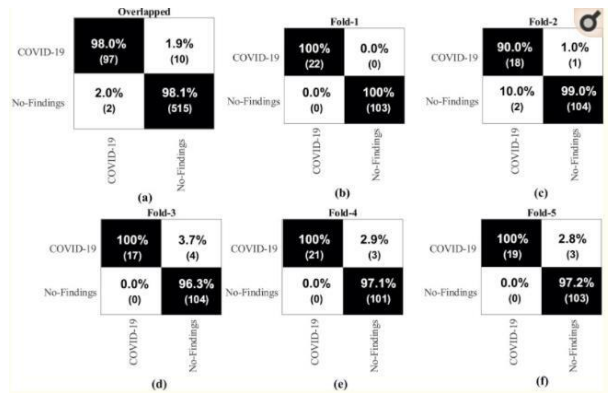 Overlapped
COVID-19
98.0%
(97)
1.9%
(10)
No-Findings
2.0%
(2)
98.1%
(515)
COVID-19
No-Findings
(a)
Fold-1
COVID-19
100%
(22)
0.0%
(0)
No-Findings
0.0%
(0)
100%
(103)
COVID-19
No-Findings
(b)
Fold-2
COVID-19
90.0%
(18)
1.0%
(1)
No-Findings
10.0%
(2)
99.0%
(104)
COVID-19
No-Findings
(c)
Fold-3
COVID-19
100%
(17)
3.7%
(4)
No-Findings
0.0%
(0)
96.3%
(104)
COVID-19
No-Findings
(d)
Fold-4
COVID-19
100%
(21)
2.9%
(3)
No-Findings
0.0%
(0)
97.1%
(101)
COVID-19
No-Findings
(e)
Fold-5
COVID-19
100%
(19)
2.8%
(3)
No-Findings
0.0%
(0)
97.2%
(103)
COVID-19
No-Findings
(f)